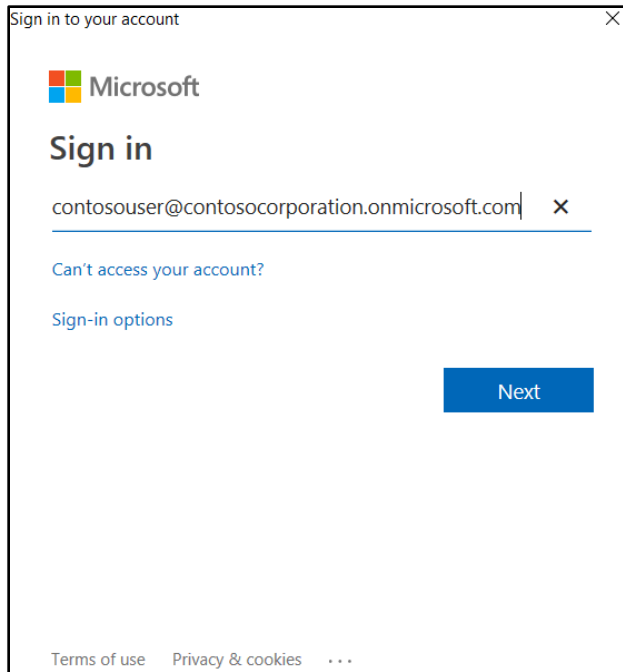 Sign in to your account
Microsoft
Sign in
contosouser@contosocorporation.onmicrosoft.com
Can't access your account?
Sign-in options
Next
Terms of use Privacy & cookies ...